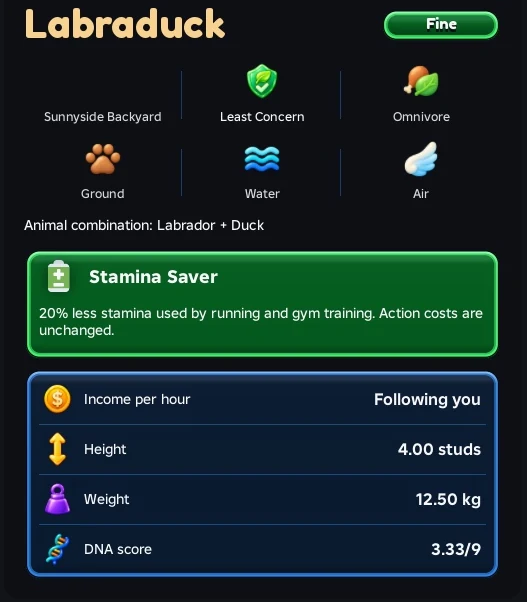 Labraduck
Fine
Sunnyside Backyard
Least Concern
Omnivore
Ground
Water
Air
Animal combination: Labrador + Duck
Stamina Saver
20% less stamina used by running and gym training. Action costs are
unchanged.
Income per hour
Following you
Height
4.00 studs
Weight
12.50 kg
DNA score
3.33/9